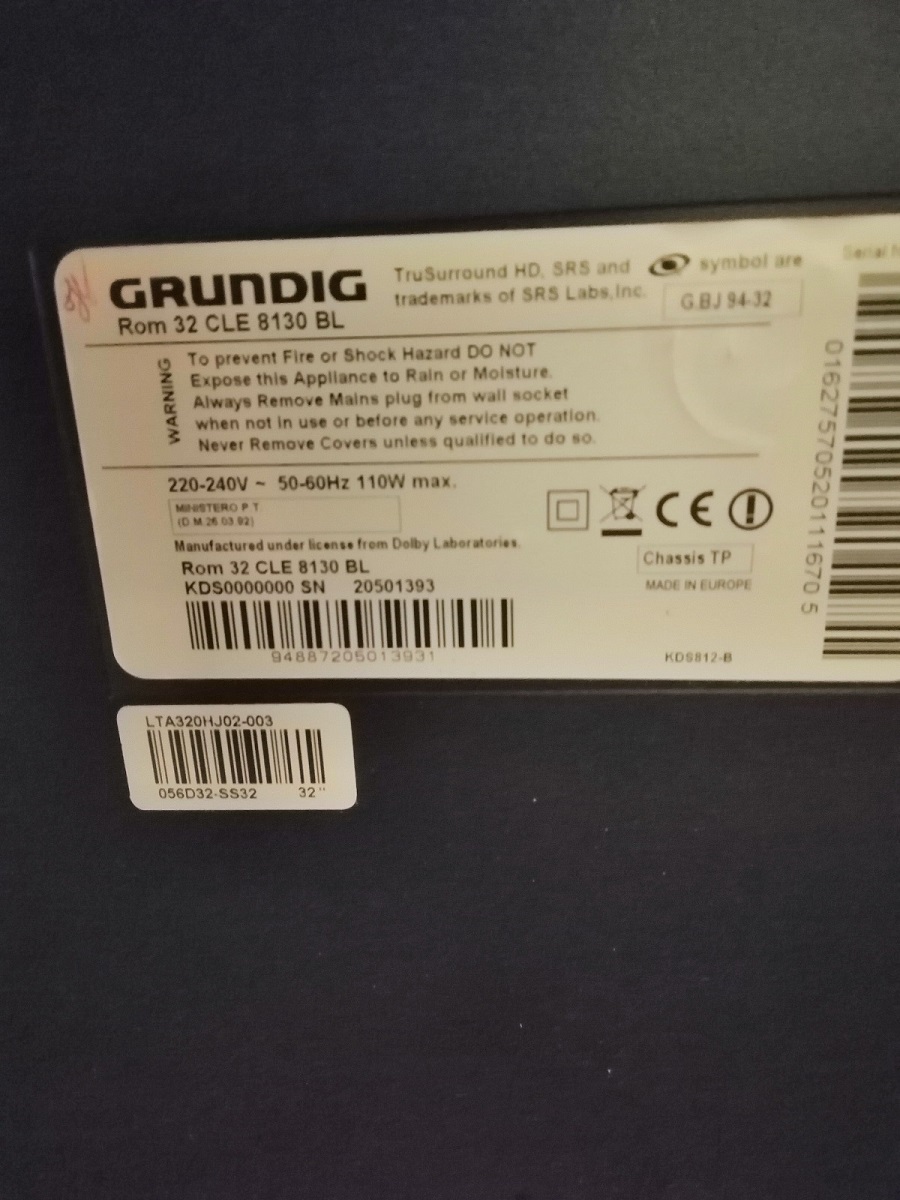 GRUNDIG
Rom 32 CLE 8130 BL
TruSurround HD, SRS and symbol are
trademarks of SRS Labs,Inc.
G.BJ 94-32
WARNING
To prevent Fire or Shock Hazard DO NOT
Expose this Appliance to Rain or Moisture.
Always Remove Mains plug from wall socket
when not in use or before any service operation.
Never Remove Covers unless qualified to do so.
220-240V ~ 50-60Hz 110W max.
MINISTERO P T
(D.M.26.03.92)
Manufactured under license from Dolby Laboratories.
Rom 32 CLE 8130 BL
KDS0000000 SN 20501393
94887205013931
CE
Chassis TP
MADE IN EUROPE
KDS812-B
Serial
01627570520111670 5
LTA320HJ02-003
056D32-SS32 32"